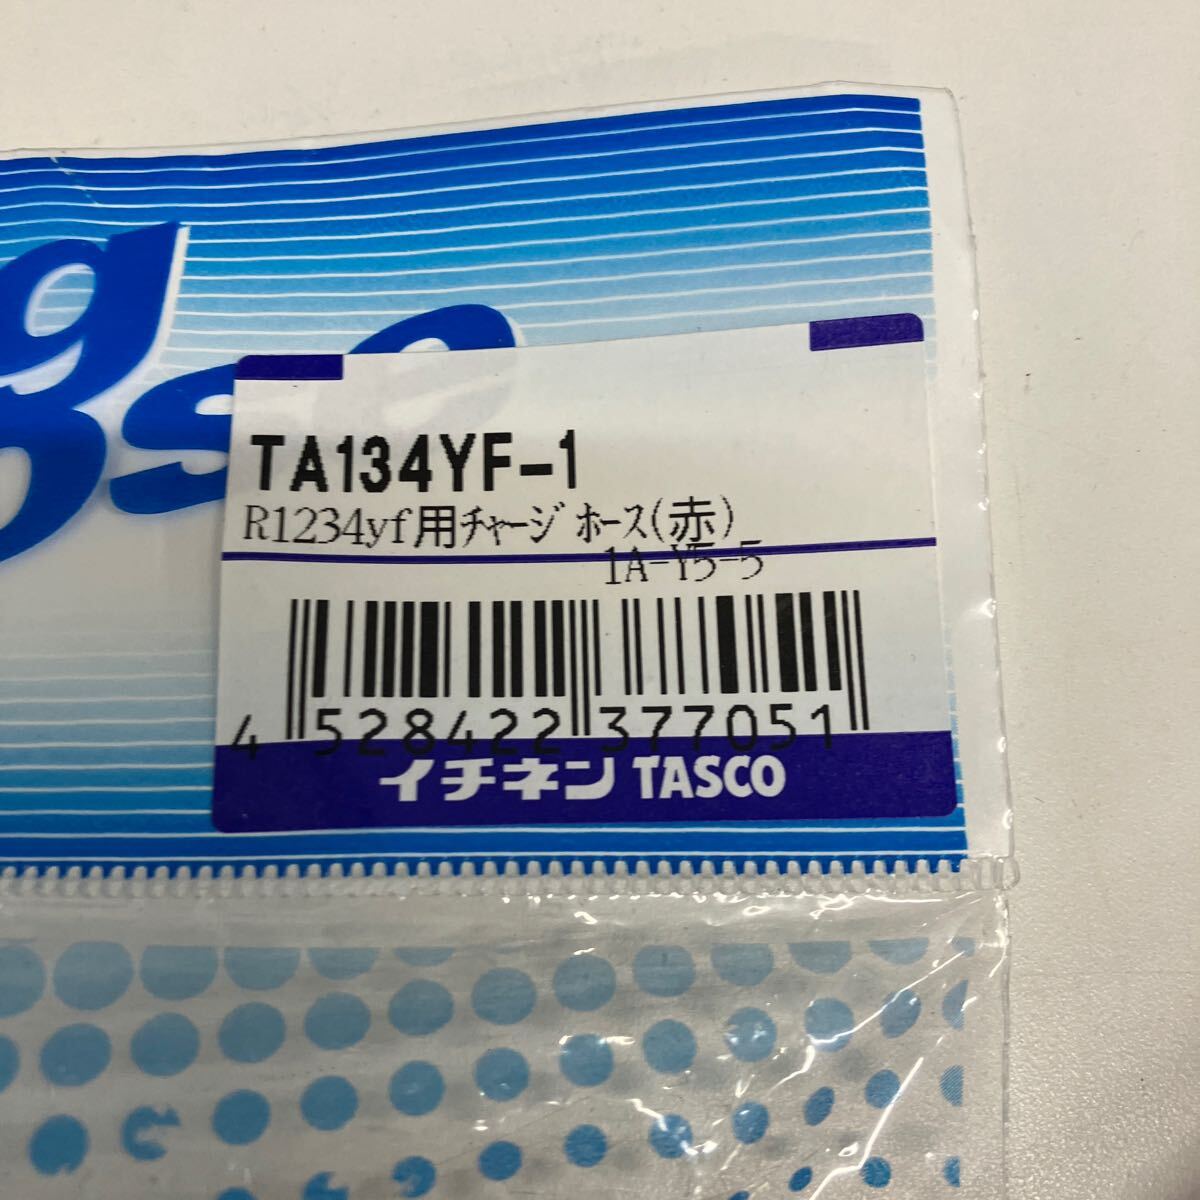 g
ose
TA134YF-1
R1234yf用チャージ ホース(赤)
1A-Y5-5
4 528422 377051
イチネン TASCO